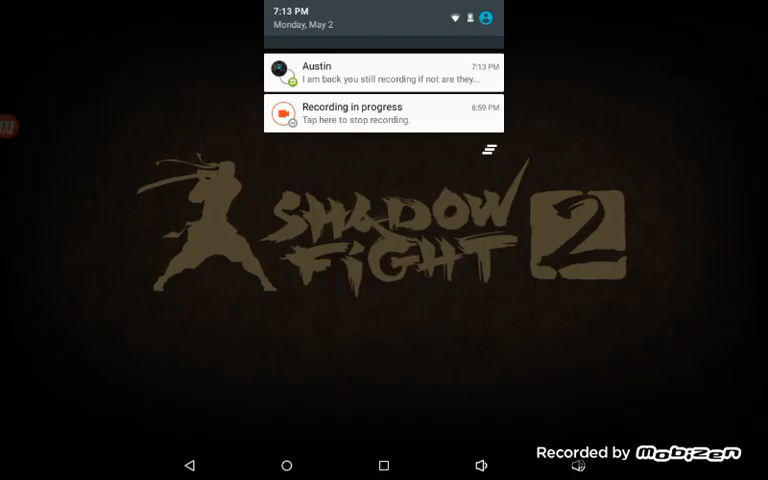 7:13 PM
Monday, May 2
Austin
7:13 PM
I am back you still recording if not are they...
Recording in progress
6:59 PM
Tap here to stop recording.
SHADOW
FIGHT 2
Recorded by mobizen